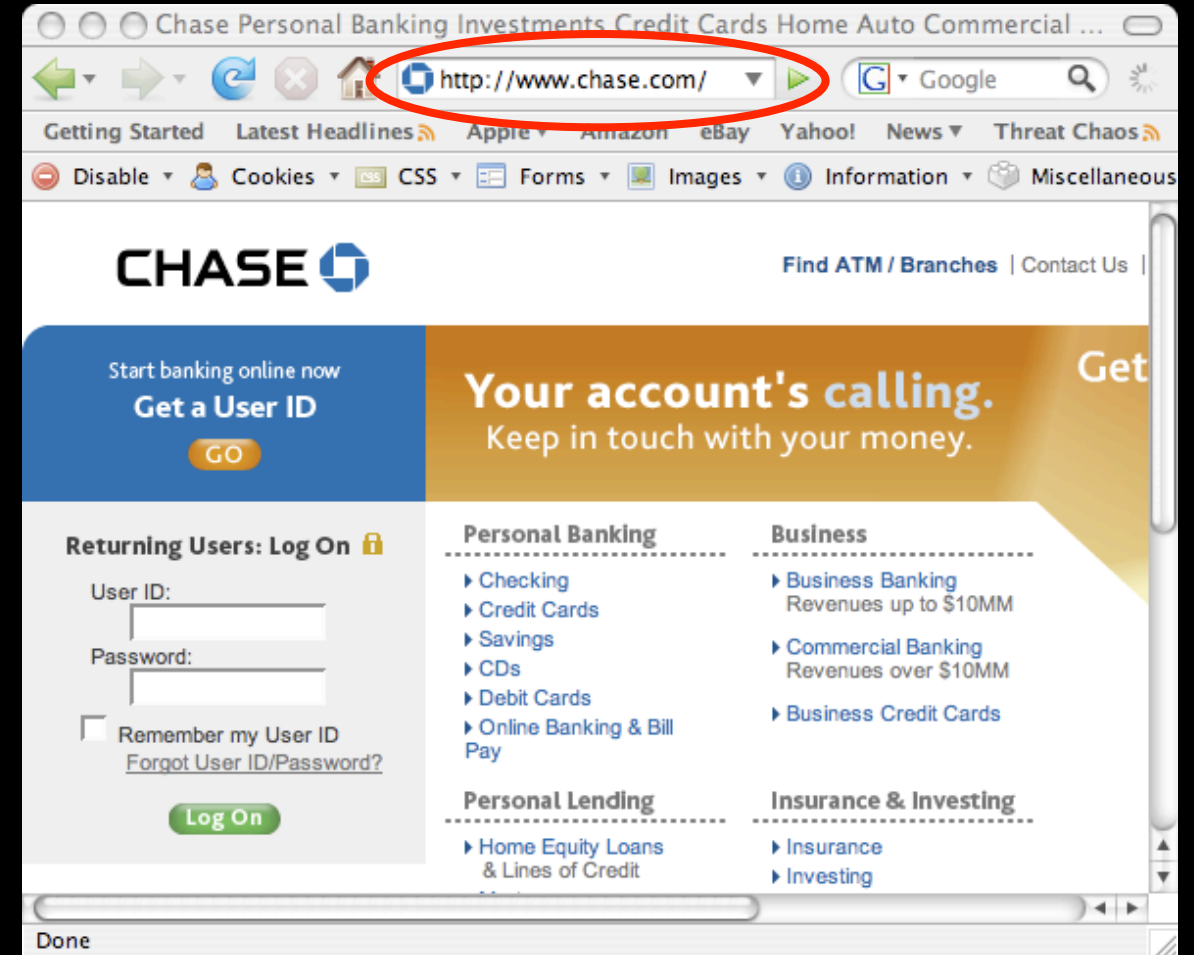 Chase Personal Banking Investments Credit Cards Home Auto Commercial ...
http://www.chase.com/
G Google
Getting Started Latest Headlines Apple Amazon eBay Yahoo! News Threat Chaos
Disable Cookies CSS CSS Forms Images Information Miscellaneous
CHASE
Find ATM / Branches | Contact Us |
Start banking online now
Get a User ID
GO
Your account's calling.
Keep in touch with your money.
Get
Returning Users: Log On
User ID:
Password:
Remember my User ID
Forgot User ID/Password?
Log On
Personal Banking
Checking
Credit Cards
Savings
CDs
Debit Cards
Online Banking & Bill
Pay
Business
Business Banking
Revenues up to $10MM
Commercial Banking
Revenues over $10MM
Business Credit Cards
Personal Lending
Home Equity Loans
& Lines of Credit
Insurance & Investing
Insurance
Investing
Done